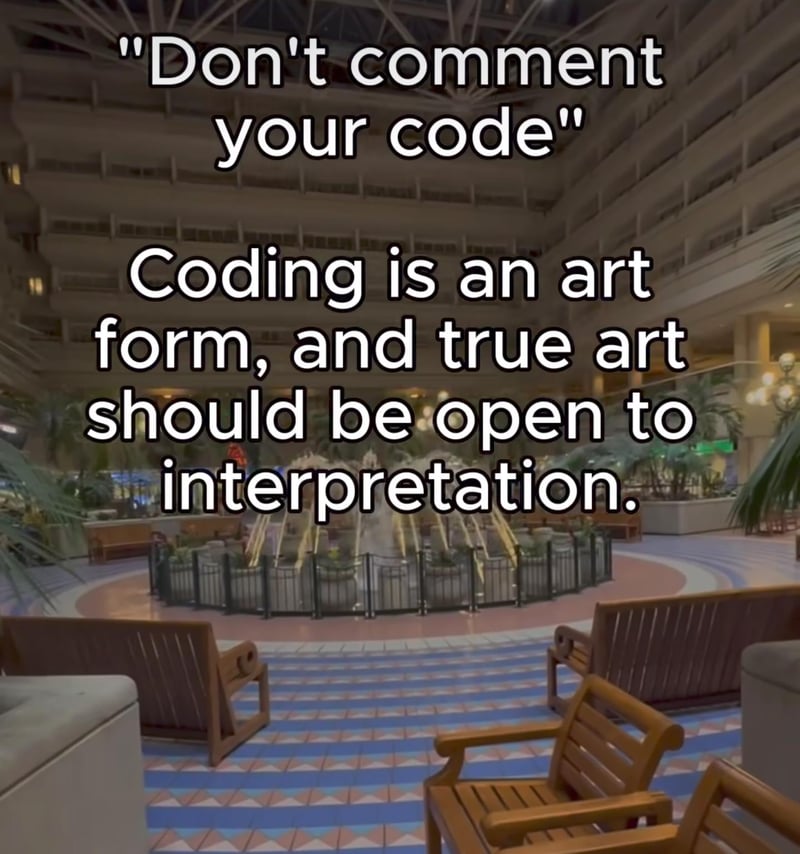 "Don't comment
your code"
Coding is an art
form, and true art
should be open to
interpretation.